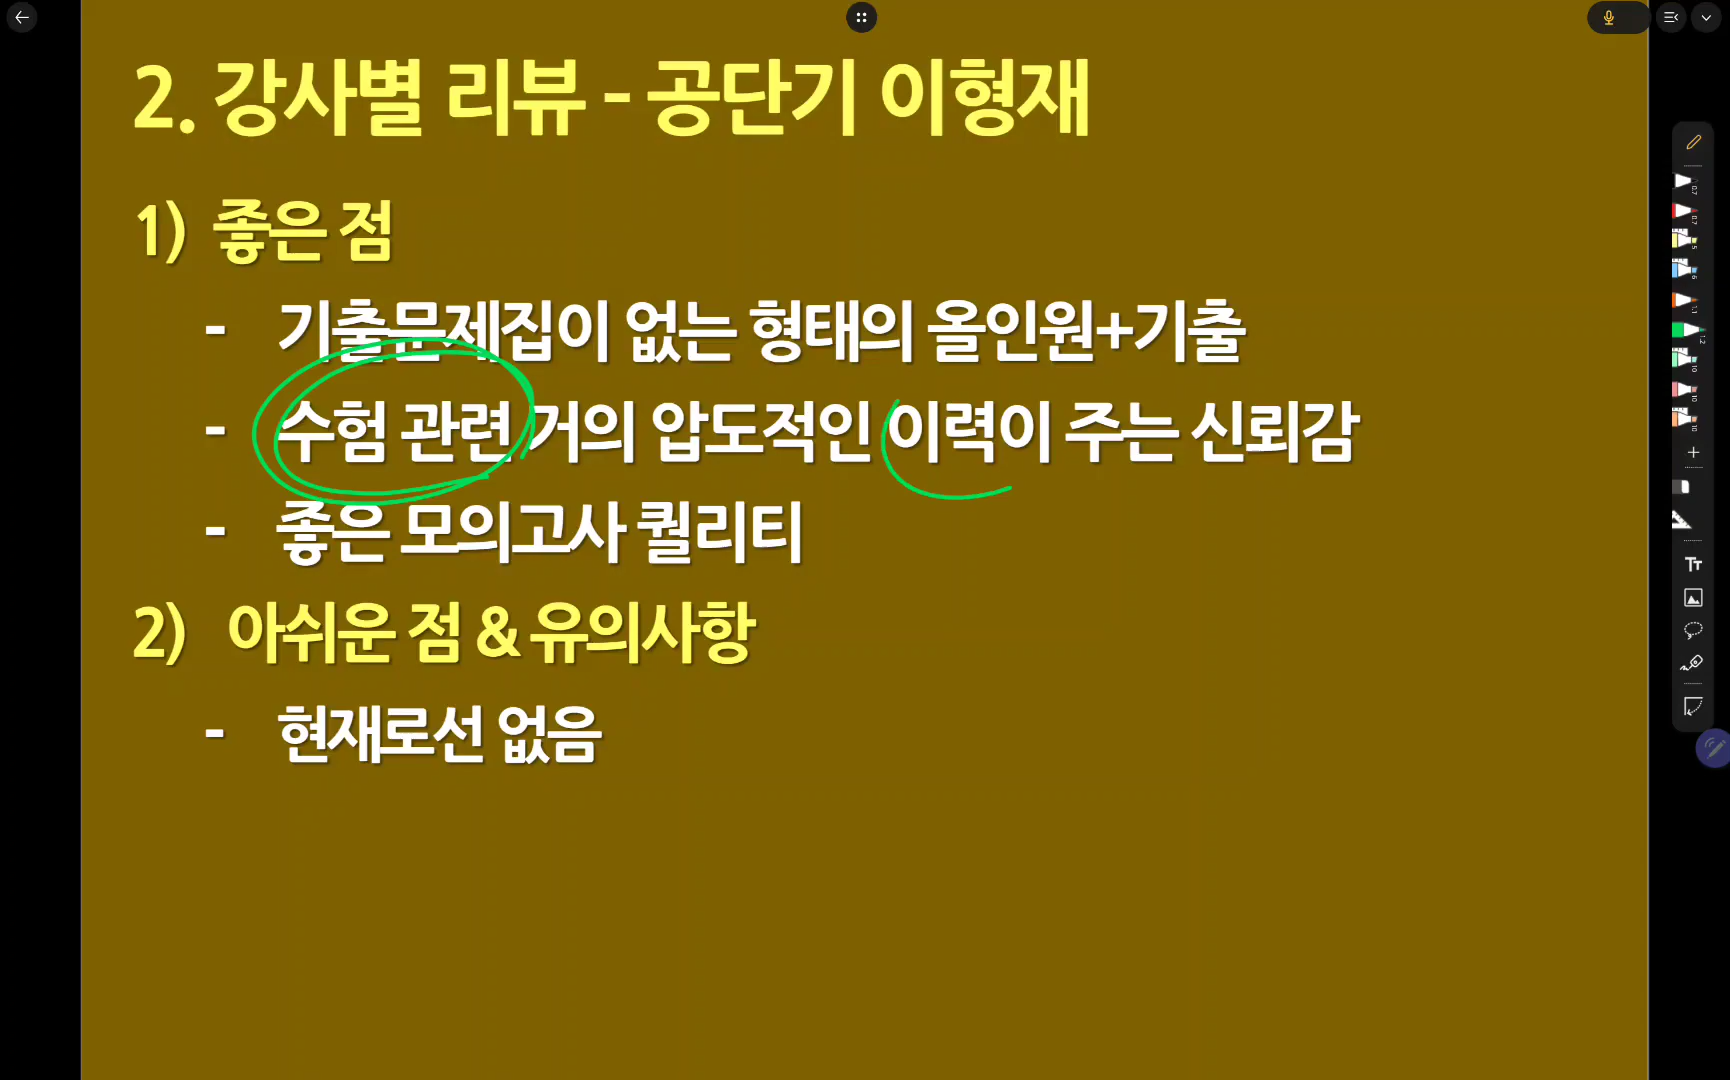 2. 강사별 리뷰 - 공단기 이형재
1) 좋은 점
- 기출문제집이 없는 형태의 올인원+기출
- 수험 관련 거의 압도적인 이력이 주는 신뢰감
- 좋은 모의고사 퀄리티
2) 아쉬운 점 & 유의사항
- 현재로선 없음